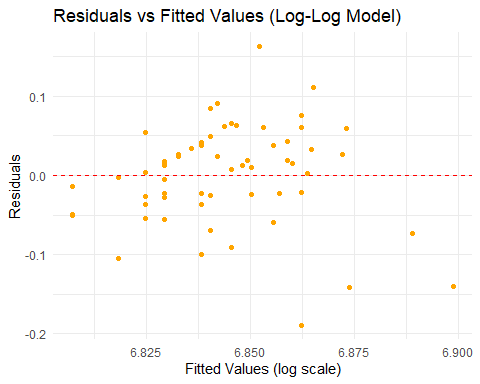 Residuals vs Fitted Values (Log-Log Model)
Residuals
0.1
0.0
-0.1
-0.2
6.825 6.850 6.875 6.900
Fitted Values (log scale)